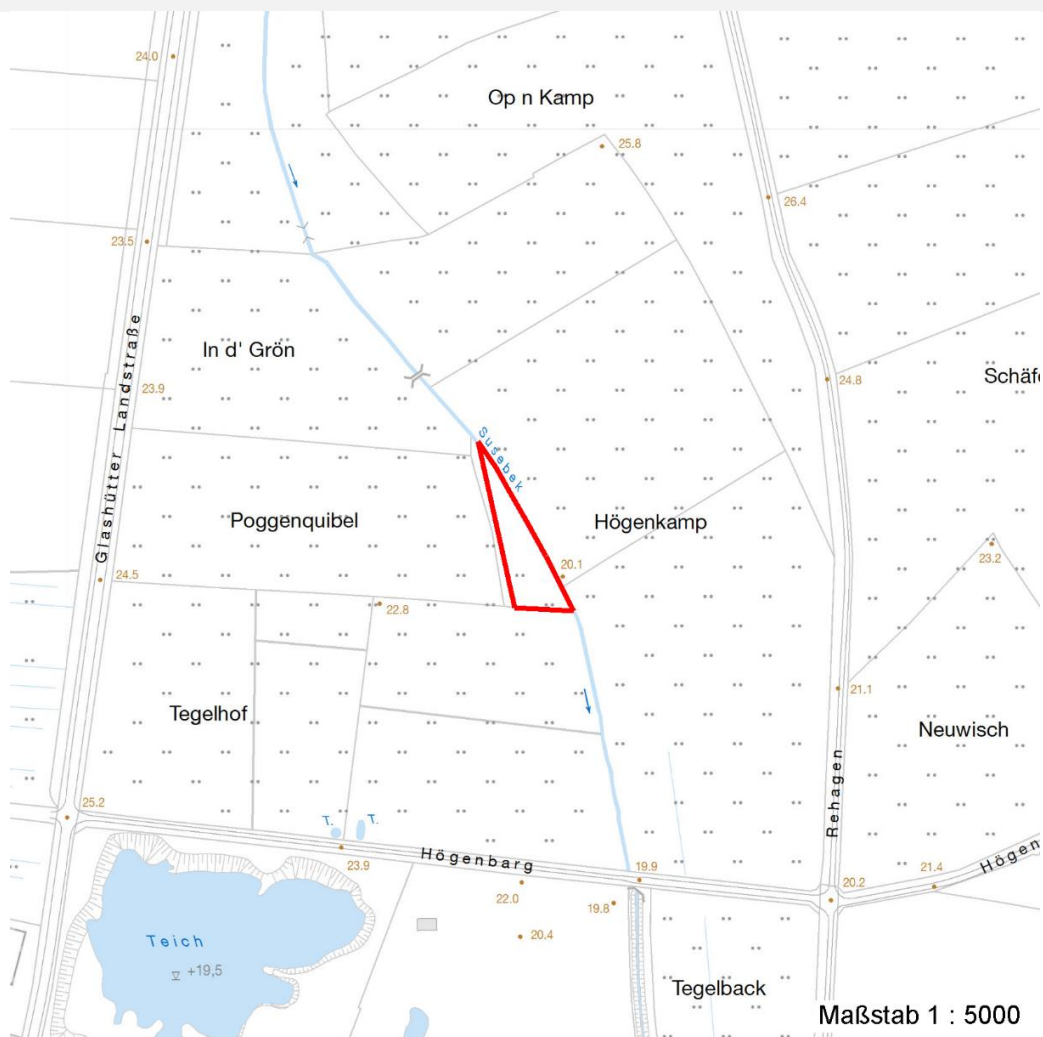 24.0
Op n Kamp
25.8
26.4
23.5
In d' Grön
24.8
Schäfe
23.9
Glashütter Landstraße
Susebek
Poggenquibel
Högenkamp
20.1
23.2
24.5
22.8
21.1
Tegelhof
Neuwisch
25.2
T.
T.
Rehagen
23.9
Högenbarg
19.9
20.2
21.4
Högen
22.0
19.8
20.4
Teich
+19,5
Tegelback
Maßstab 1 : 5000